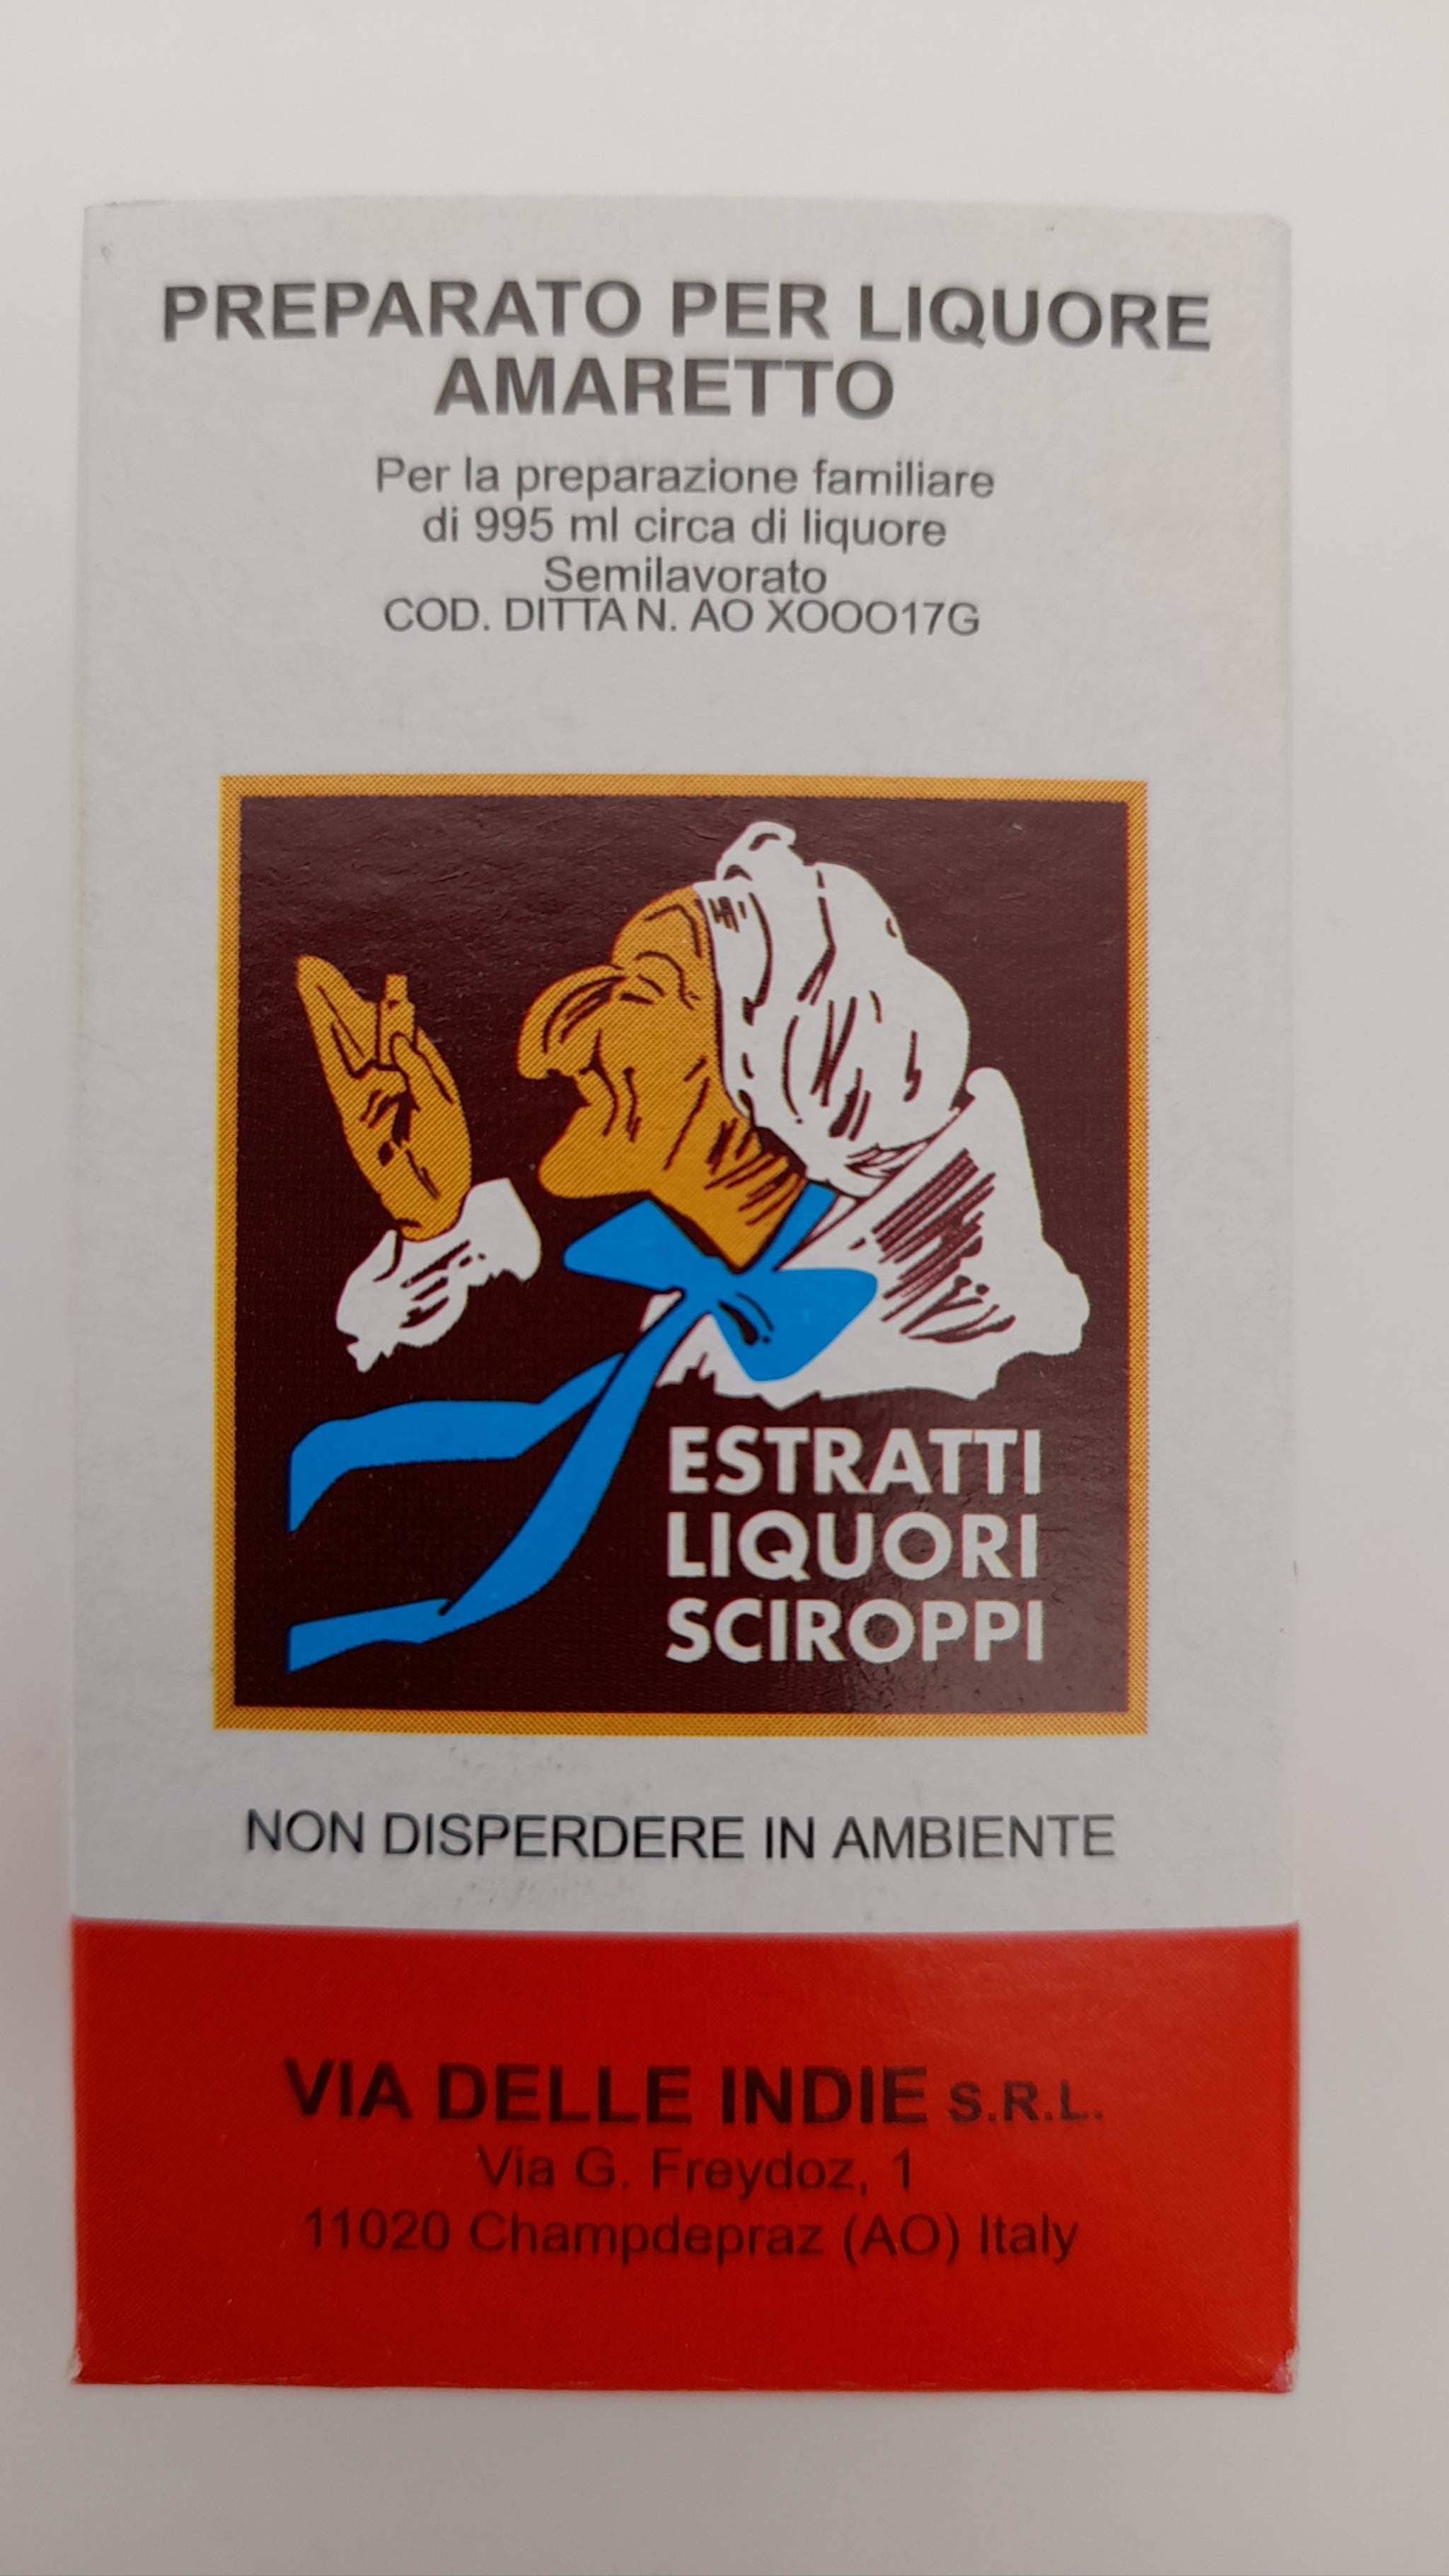 PREPARATO PER LIQUORE
AMARETTO
Per la preparazione familiare
di 995 ml circa di liquore
Semilavorato
COD. DITTA N. AO XOOO17G
ESTRATTI
LIQUORI
SCIROPPI
NON DISPERDERE IN AMBIENTE
VIA DELLE INDIE S.R.L.
Via G. Freydoz, 1
11020 Champdepraz (AO) Italy